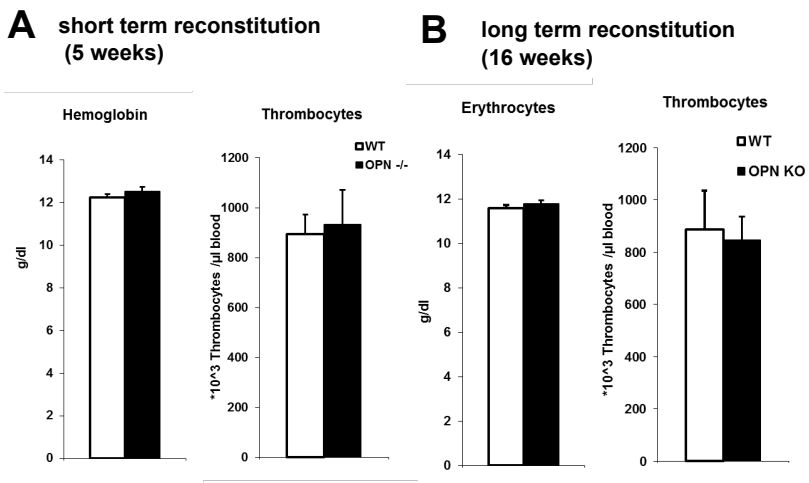 A short term reconstitution
(5 weeks)
Hemoglobin
14
12
10
8
6
4
2
0
g/dl
Thrombocytes
WT
OPN -/-
1200
1000
800
600
400
200
0
*10^3 Thrombocytes /µl blood
B long term reconstitution
(16 weeks)
Erythrocytes
14
12
10
8
6
4
2
0
g/dl
Thrombocytes
WT
OPN KO
1200
1000
800
600
400
200
0
*10^3 Thrombocytes /µl blood